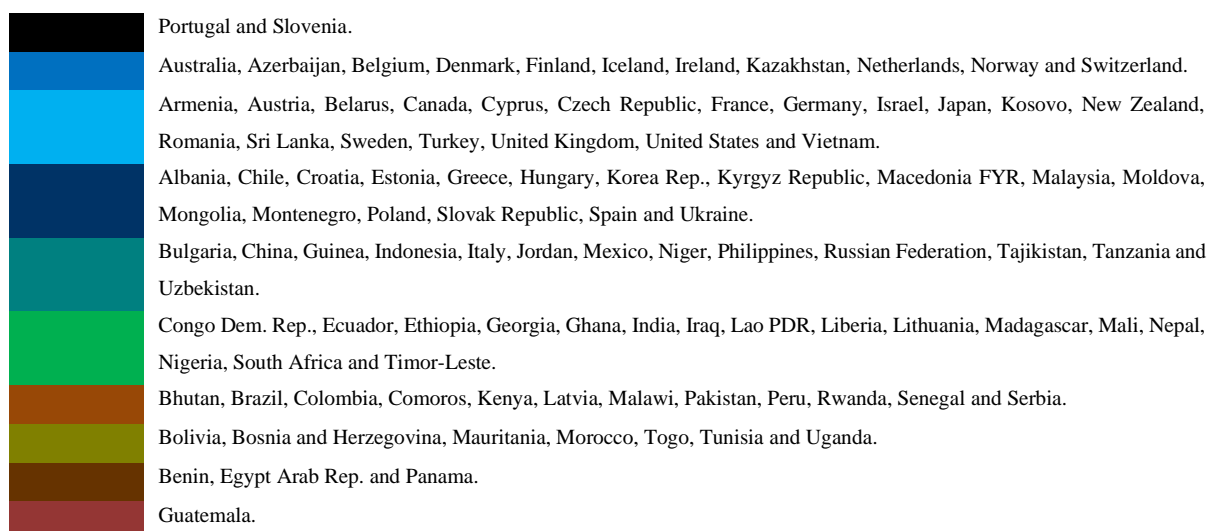 Portugal and Slovenia.
Australia, Azerbaijan, Belgium, Denmark, Finland, Iceland, Ireland, Kazakhstan, Netherlands, Norway and Switzerland.
Armenia, Austria, Belarus, Canada, Cyprus, Czech Republic, France, Germany, Israel, Japan, Kosovo, New Zealand,
Romania, Sri Lanka, Sweden, Turkey, United Kingdom, United States and Vietnam.
Albania, Chile, Croatia, Estonia, Greece, Hungary, Korea Rep., Kyrgyz Republic, Macedonia FYR, Malaysia, Moldova,
Mongolia, Montenegro, Poland, Slovak Republic, Spain and Ukraine.
Bulgaria, China, Guinea, Indonesia, Italy, Jordan, Mexico, Niger, Philippines, Russian Federation, Tajikistan, Tanzania and
Uzbekistan.
Congo Dem. Rep., Ecuador, Ethiopia, Georgia, Ghana, India, Iraq, Lao PDR, Liberia, Lithuania, Madagascar, Mali, Nepal,
Nigeria, South Africa and Timor-Leste.
Bhutan, Brazil, Colombia, Comoros, Kenya, Latvia, Malawi, Pakistan, Peru, Rwanda, Senegal and Serbia.
Bolivia, Bosnia and Herzegovina, Mauritania, Morocco, Togo, Tunisia and Uganda.
Benin, Egypt Arab Rep. and Panama.
Guatemala.